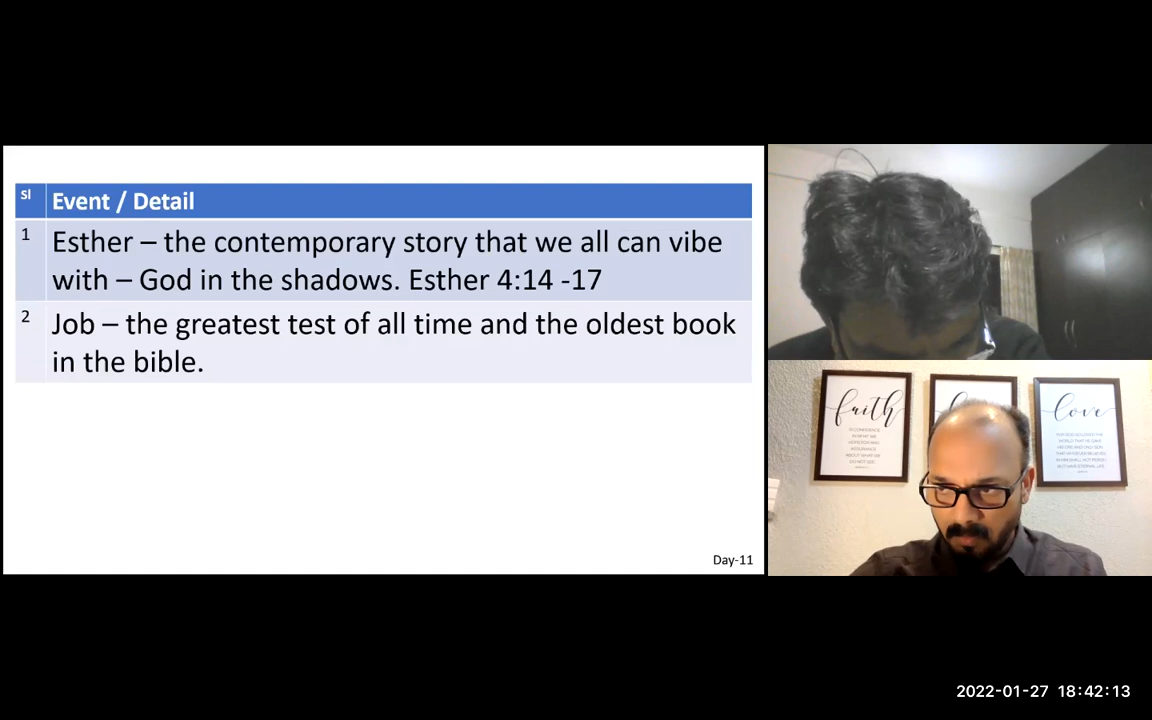 Sl Event / Detail
1 Esther – the contemporary story that we all can vibe
with – God in the shadows. Esther 4:14 -17
2 Job – the greatest test of all time and the oldest book
in the bible.
Day-11
faith
love
2022-01-27 18:42:13